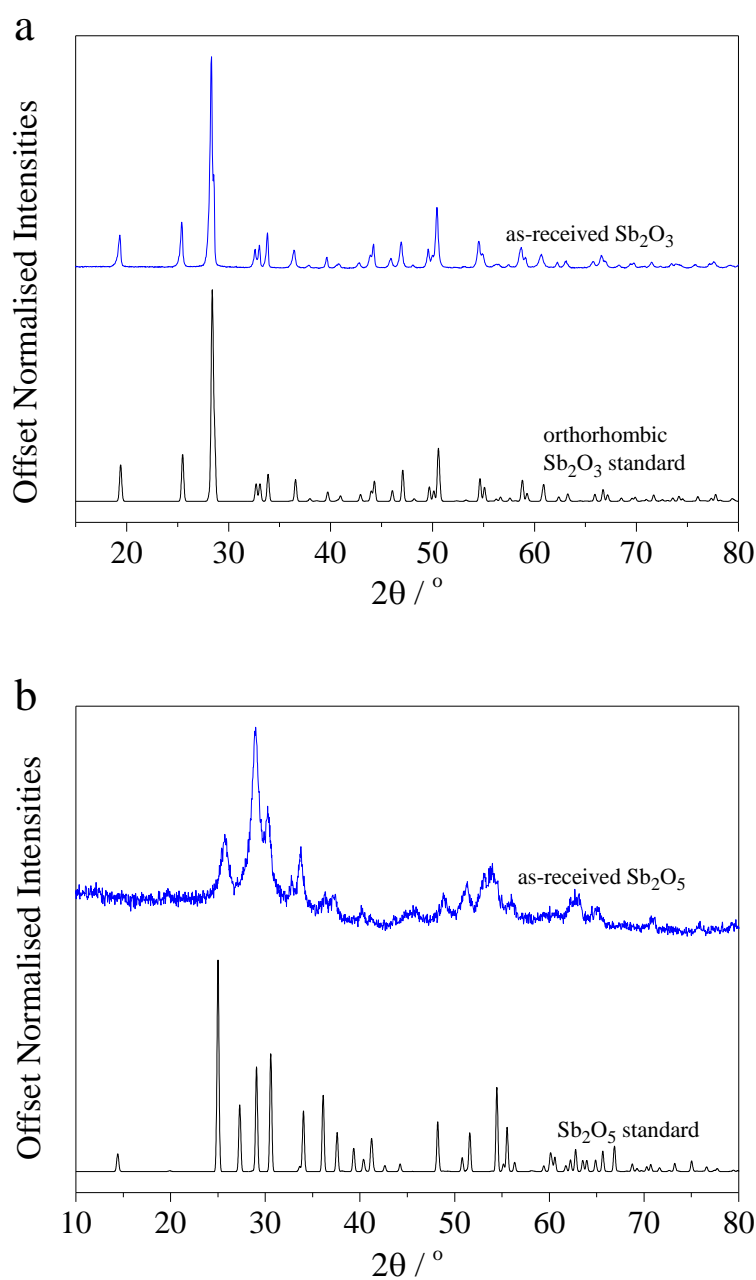 a
Offset Normalised Intensities
as-received Sb₂O₃
orthorhombic
Sb₂O₃ standard
20 30 40 50 60 70 80
2θ / °
b
Offset Normalised Intensities
as-received Sb₂O₅
Sb₂O₅ standard
10 20 30 40 50 60 70 80
2θ / °